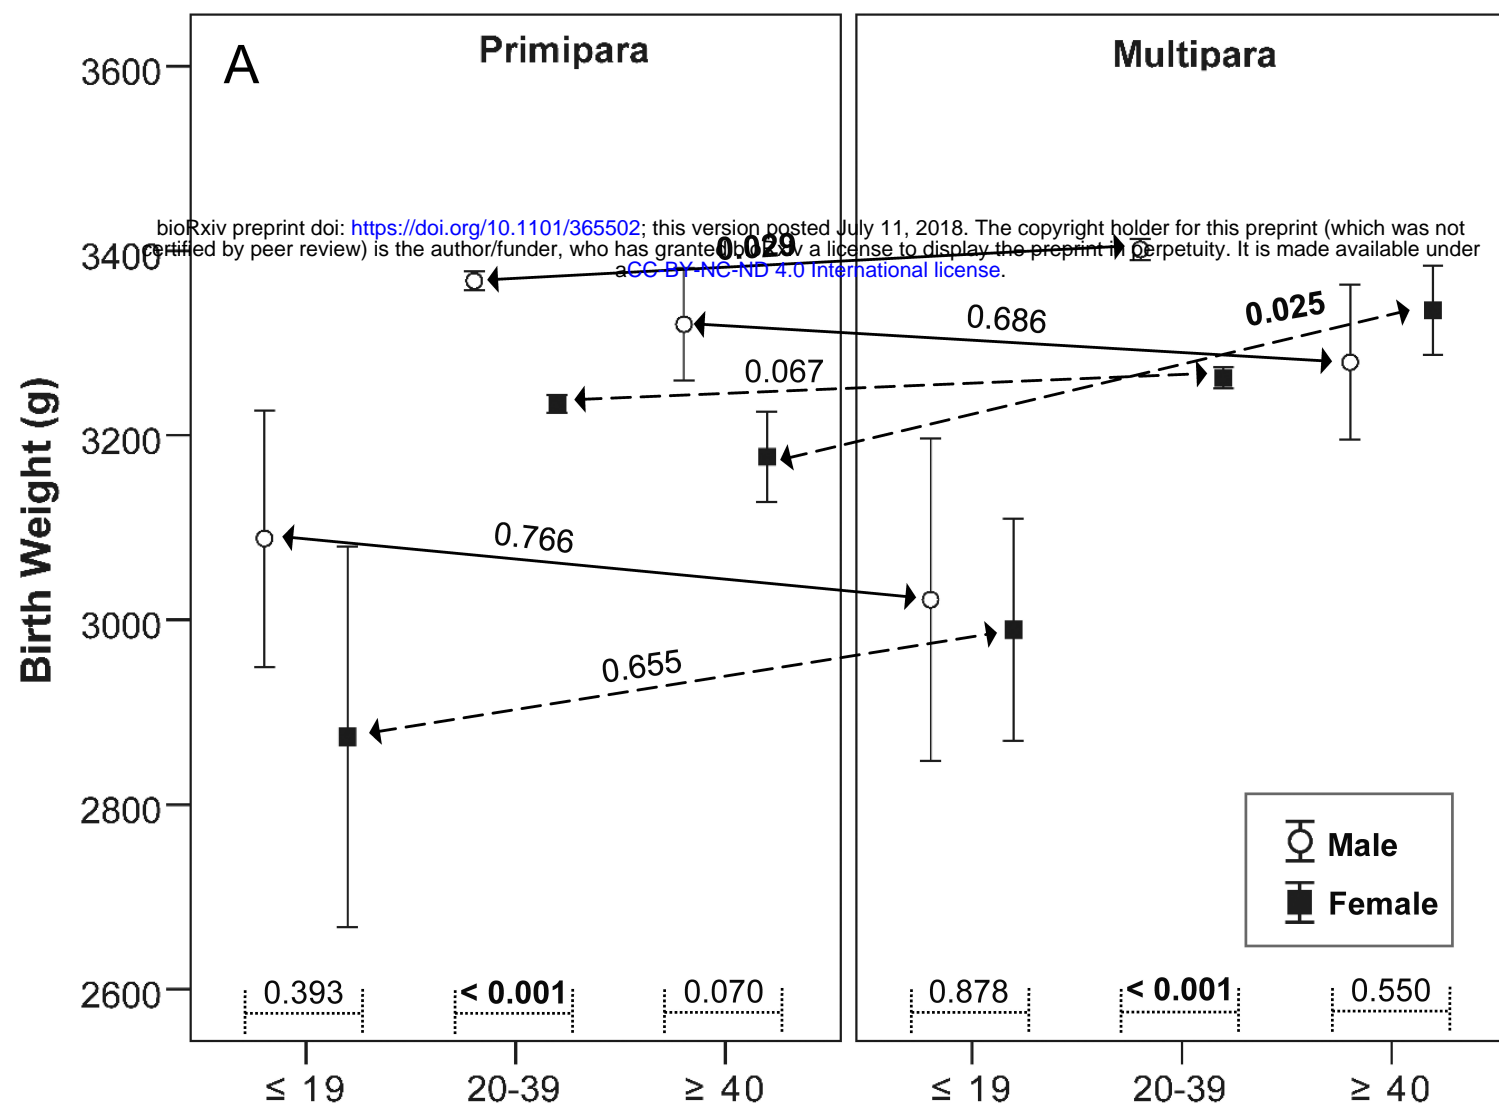 A
Primipara
Multipara
3600
bioRxiv preprint doi: https://doi.org/10.1101/365502; this version posted July 11, 2018. The copyright holder for this preprint (which was not
certified by peer review) is the author/funder, who has granted bioRxiv a license to display the preprint in perpetuity. It is made available under
aCC-BY-NC-ND 4.0 International license.
3400
0.029
0.686
0.025
0.067
3200
0.766
3000
0.655
2800
2600
Birth Weight (g)
Male
Female
0.393
< 0.001
0.070
0.878
< 0.001
0.550
≤ 19
20-39
≥ 40
≤ 19
20-39
≥ 40